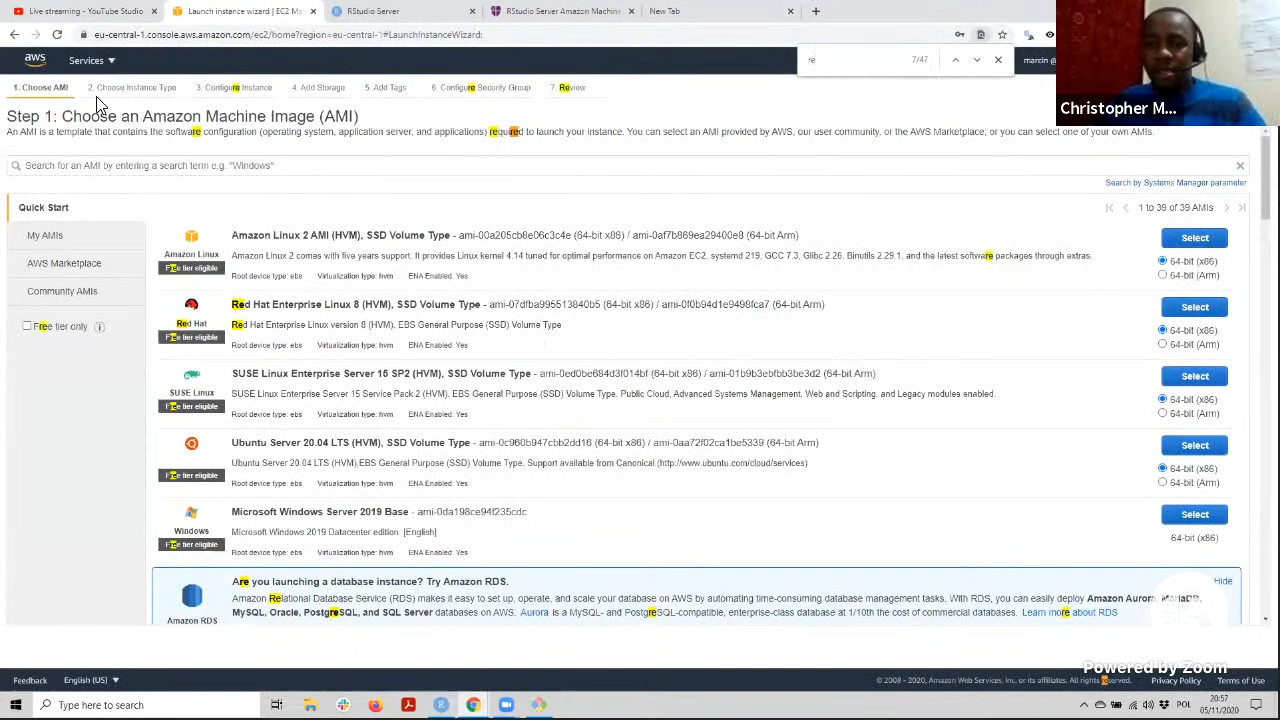 Live streaming - YouTube Studio
Launch instance wizard | EC2 Ma
RStudio Server
RStudio Server Amazon Machine
New Tab
eu-central-1.console.aws.amazon.com/ec2/home?region=eu-central-1#LaunchInstanceWizard:
aws
Services
re
7/47
marcin
Christopher M...
1. Choose AMI
2. Choose Instance Type
3. Configure Instance
4. Add Storage
5. Add Tags
6. Configure Security Group
7. Review
Step 1: Choose an Amazon Machine Image (AMI)
An AMI is a template that contains the software configuration (operating system, application server, and applications) required to launch your instance. You can select an AMI provided by AWS, our user community, or the AWS Marketplace; or you can select one of your own AMIs.
Search for an AMI by entering a search term e.g. "Windows"
Search by Systems Manager parameter
Quick Start
1 to 39 of 39 AMIs
My AMIs
AWS Marketplace
Community AMIs
Free tier only
Amazon Linux
Free tier eligible
Amazon Linux 2 AMI (HVM), SSD Volume Type - ami-00a205cb8e06c3c4e (64-bit x86) / ami-0af7b869ea29400e8 (64-bit Arm)
Amazon Linux 2 comes with five years support. It provides Linux kernel 4.14 tuned for optimal performance on Amazon EC2, systemd 219, GCC 7.3, Glibc 2.26, Binutils 2.29.1, and the latest software packages through extras.
Root device type: ebs Virtualization type: hvm ENA Enabled: Yes
Select
64-bit (x86)
64-bit (Arm)
Red Hat
Free tier eligible
Red Hat Enterprise Linux 8 (HVM), SSD Volume Type - ami-07dfba995513840b5 (64-bit x86) / ami-0f0b94d1e9498fca7 (64-bit Arm)
Red Hat Enterprise Linux version 8 (HVM), EBS General Purpose (SSD) Volume Type
Root device type: ebs Virtualization type: hvm ENA Enabled: Yes
Select
64-bit (x86)
64-bit (Arm)
SUSE Linux
Free tier eligible
SUSE Linux Enterprise Server 15 SP2 (HVM), SSD Volume Type - ami-0ed0be684d3f014bf (64-bit x86) / ami-01b9b3ebfbb3be3d2 (64-bit Arm)
SUSE Linux Enterprise Server 15 Service Pack 2 (HVM), EBS General Purpose (SSD) Volume Type. Public Cloud, Advanced Systems Management, Web and Scripting, and Legacy modules enabled.
Root device type: ebs Virtualization type: hvm ENA Enabled: Yes
Select
64-bit (x86)
64-bit (Arm)
Free tier eligible
Ubuntu Server 20.04 LTS (HVM), SSD Volume Type - ami-0c960b947cbb2dd16 (64-bit x86) / ami-0aa72f02ca1be5339 (64-bit Arm)
Ubuntu Server 20.04 LTS (HVM),EBS General Purpose (SSD) Volume Type. Support available from Canonical (http://www.ubuntu.com/cloud/services)
Root device type: ebs Virtualization type: hvm ENA Enabled: Yes
Select
64-bit (x86)
64-bit (Arm)
Windows
Free tier eligible
Microsoft Windows Server 2019 Base - ami-0da198ce94f235cdc
Microsoft Windows 2019 Datacenter edition. [English]
Root device type: ebs Virtualization type: hvm ENA Enabled: Yes
Select
64-bit (x86)
Amazon RDS
Are you launching a database instance? Try Amazon RDS.
Hide
Amazon Relational Database Service (RDS) makes it easy to set up, operate, and scale your database on AWS by automating time-consuming database management tasks. With RDS, you can easily deploy Amazon Aurora, MariaDB,
MySQL, Oracle, PostgreSQL, and SQL Server databases on AWS. Aurora is a MySQL- and PostgreSQL-compatible, enterprise-class database at 1/10th the cost of commercial databases. Learn more about RDS
Powered by Zoom
Feedback
English (US)
© 2008 - 2020, Amazon Web Services, Inc. or its affiliates. All rights reserved.
Privacy Policy
Terms of Use
Type here to search
POL
20:57
05/11/2020